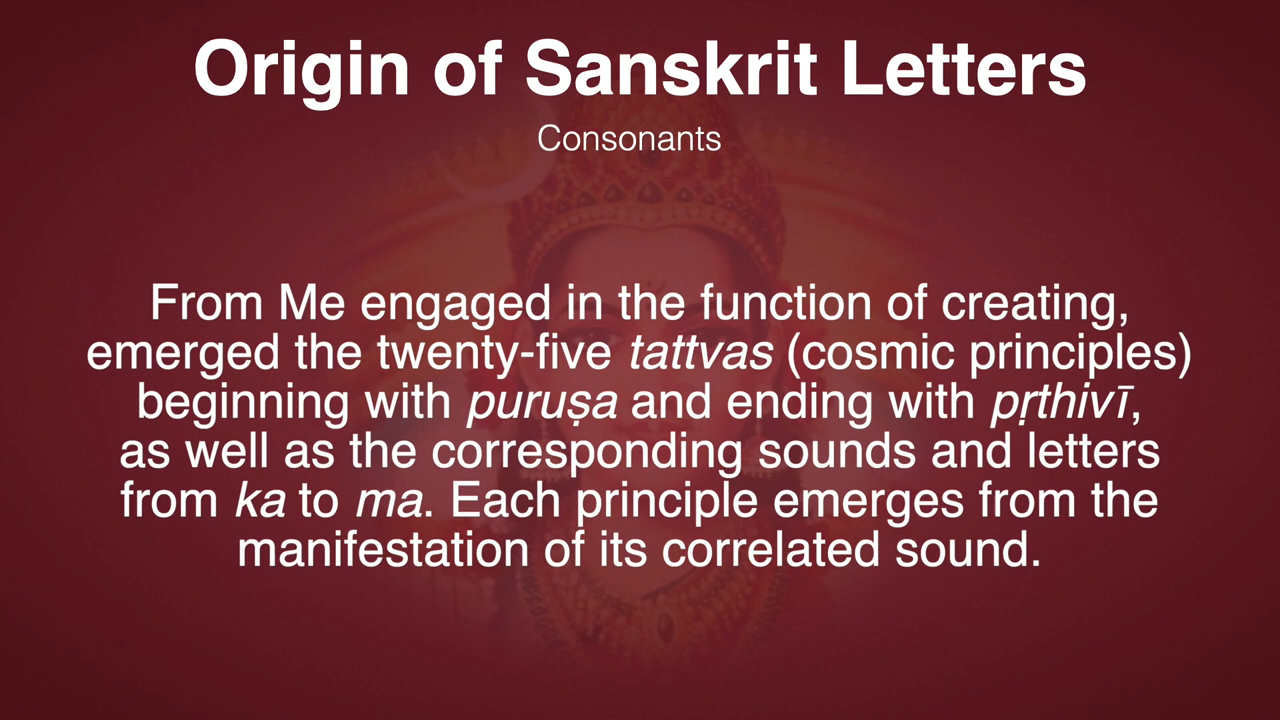 Origin of Sanskrit Letters
Consonants
From Me engaged in the function of creating,
emerged the twenty-five tattvas (cosmic principles)
beginning with puruṣa and ending with pṛthivī,
as well as the corresponding sounds and letters
from ka to ma. Each principle emerges from the
manifestation of its correlated sound.